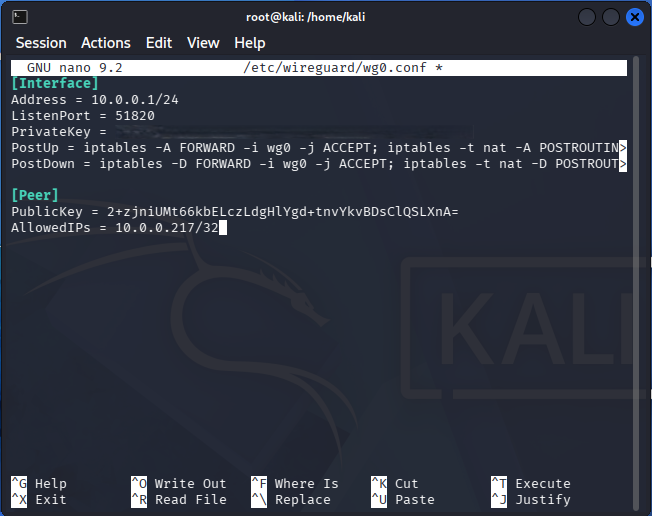 root@kali: /home/kali
Session Actions Edit View Help
GNU nano 9.2 /etc/wireguard/wg0.conf *
[Interface]
Address = 10.0.0.1/24
ListenPort = 51820
PrivateKey =
PostUp = iptables -A FORWARD -i wg0 -j ACCEPT; iptables -t nat -A POSTROUTIN>
PostDown = iptables -D FORWARD -i wg0 -j ACCEPT; iptables -t nat -D POSTROUT>
[Peer]
PublicKey = 2+zjniUMt66kbELczLdgHlYgd+tnvYkvBDsClQSLXnA=
AllowedIPs = 10.0.0.217/32
KALI
^G Help ^O Write Out ^F Where Is ^K Cut ^T Execute
^X Exit ^R Read File ^\ Replace ^U Paste ^J Justify